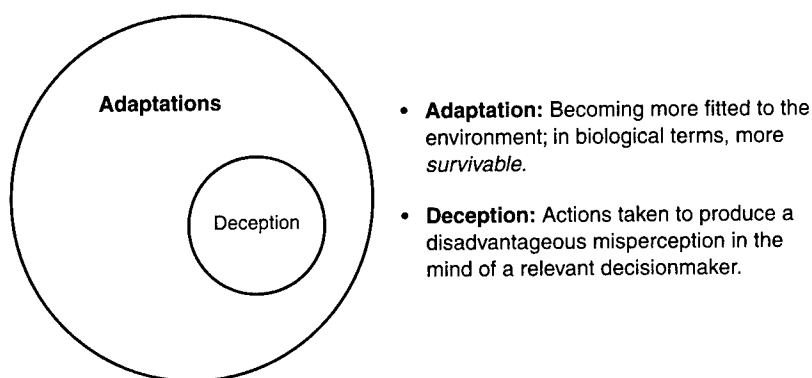 Adaptations
Deception
• Adaptation: Becoming more fitted to the
environment; in biological terms, more
survivable.
• Deception: Actions taken to produce a
disadvantageous misperception in the
mind of a relevant decisionmaker.